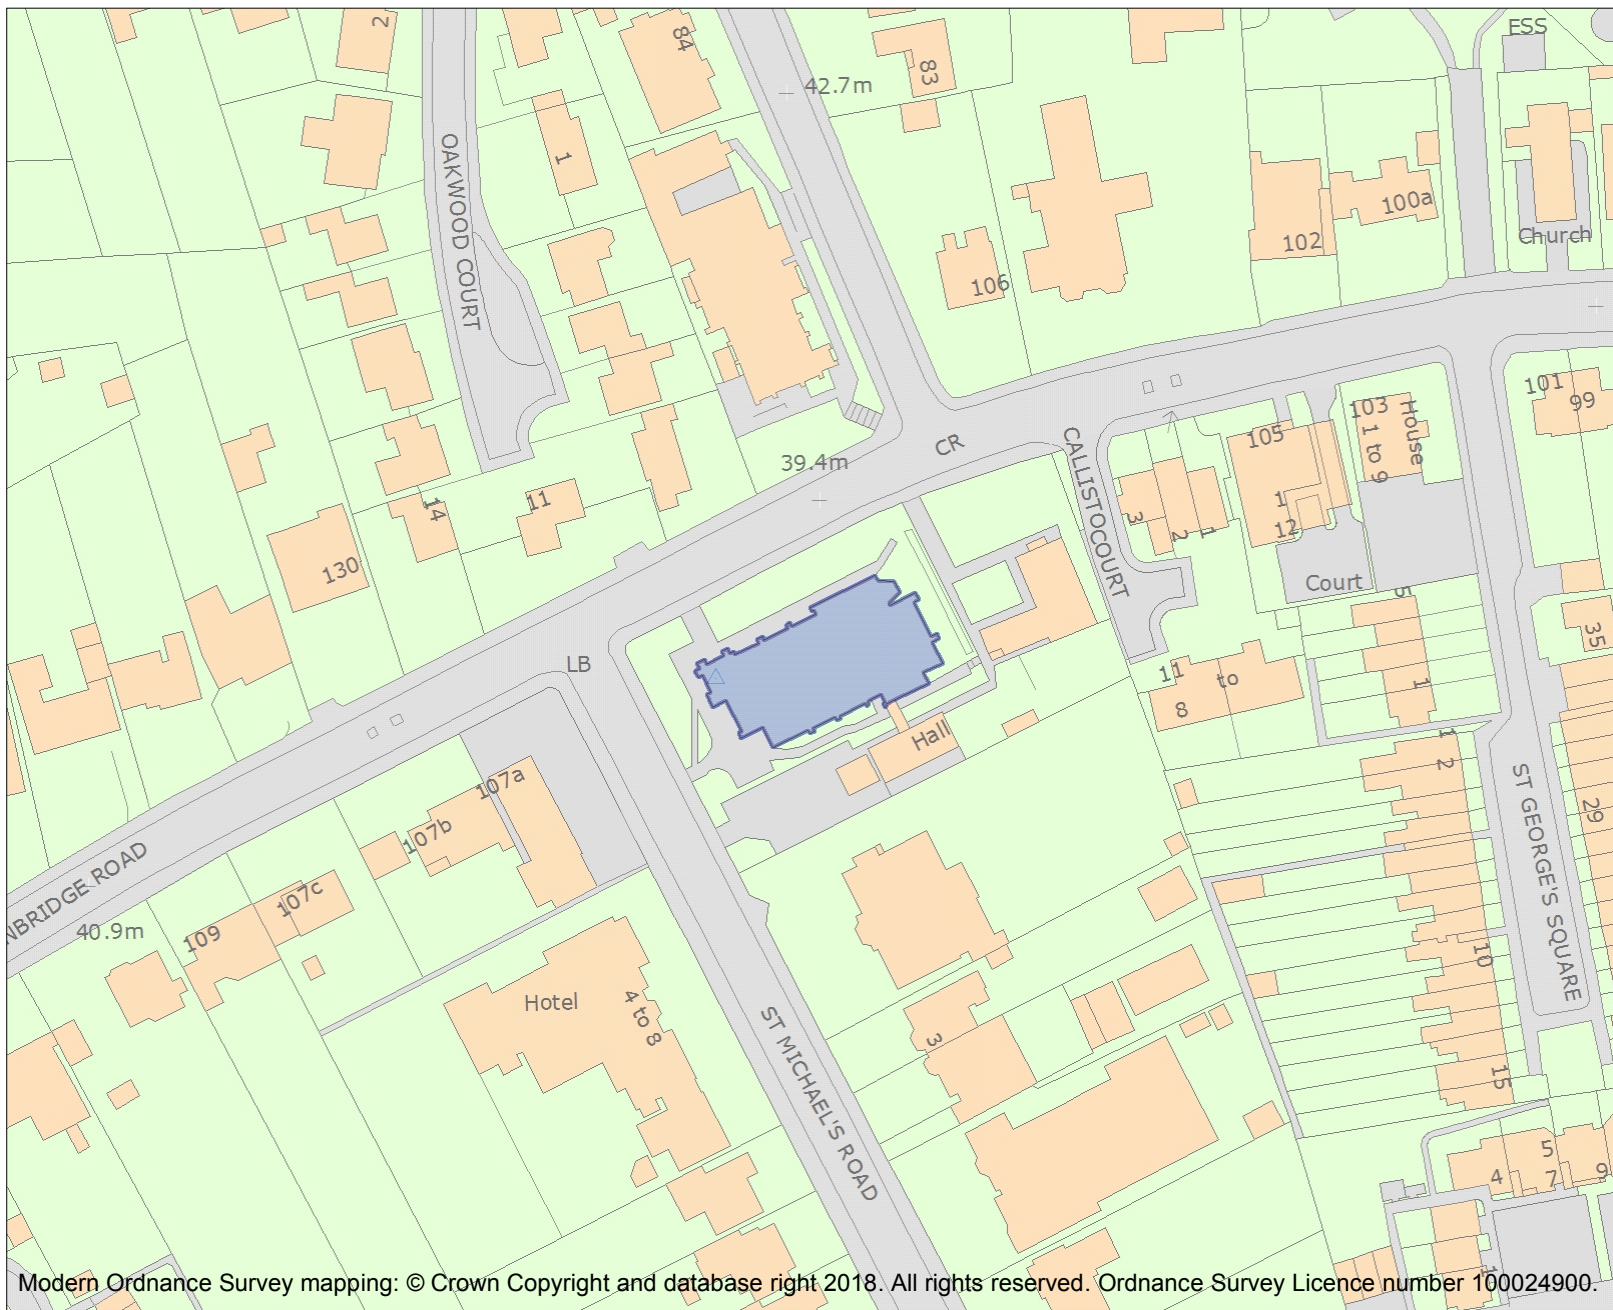 2
84
83
42.7m
ESS
OAKWOOD COURT
1
100a
102
Church
106
101
99
103
1 to 9
House
105
CR
39.4m
CALLISTOCOURT
14
11
3
2
1
1
12
130
Court
35
LB
11
to
8
1
Hall
1
2
107a
107b
107c
109
NBRIDGE ROAD
40.9m
29
ST GEORGE'S SQUARE
10
Hotel
4 to 8
3
ST MICHAEL'S ROAD
15
5
4
7
9
Modern Ordnance Survey mapping: © Crown Copyright and database right 2018. All rights reserved. Ordnance Survey Licence number 100024900.